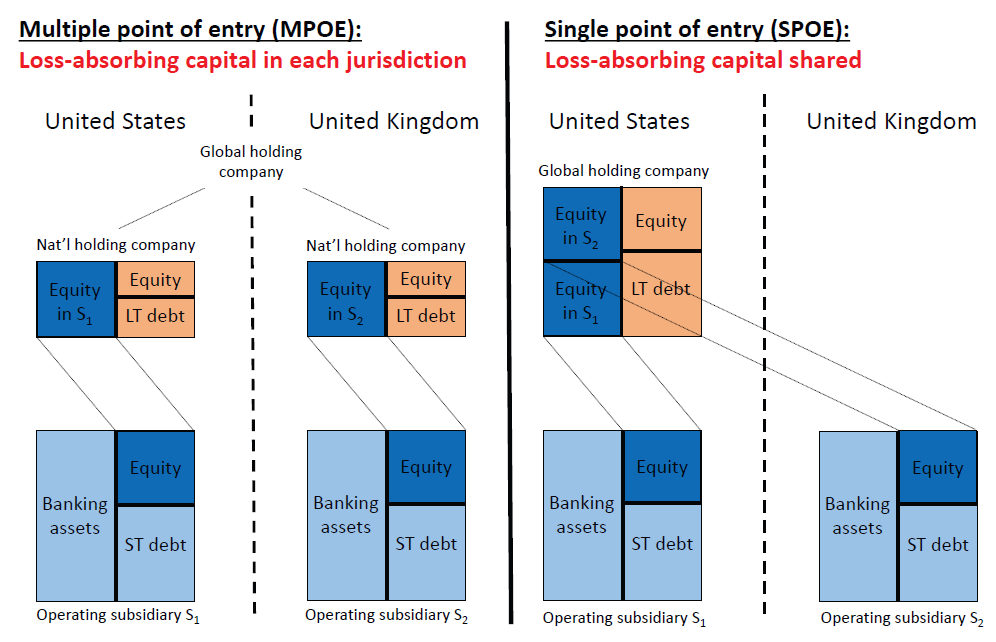 Multiple point of entry (MPOE):
Loss-absorbing capital in each jurisdiction
United States
United Kingdom
Global holding
company
Nat’l holding company
Equity
in S1
Equity
LT debt
Nat’l holding company
Equity
in S2
Equity
LT debt
Banking
assets
Equity
ST debt
Operating subsidiary S1
Banking
assets
Equity
ST debt
Operating subsidiary S2
Single point of entry (SPOE):
Loss-absorbing capital shared
United States
United Kingdom
Global holding company
Equity
in S2
Equity
Equity
in S1
LT debt
Banking
assets
Equity
ST debt
Operating subsidiary S1
Banking
assets
Equity
ST debt
Operating subsidiary S2